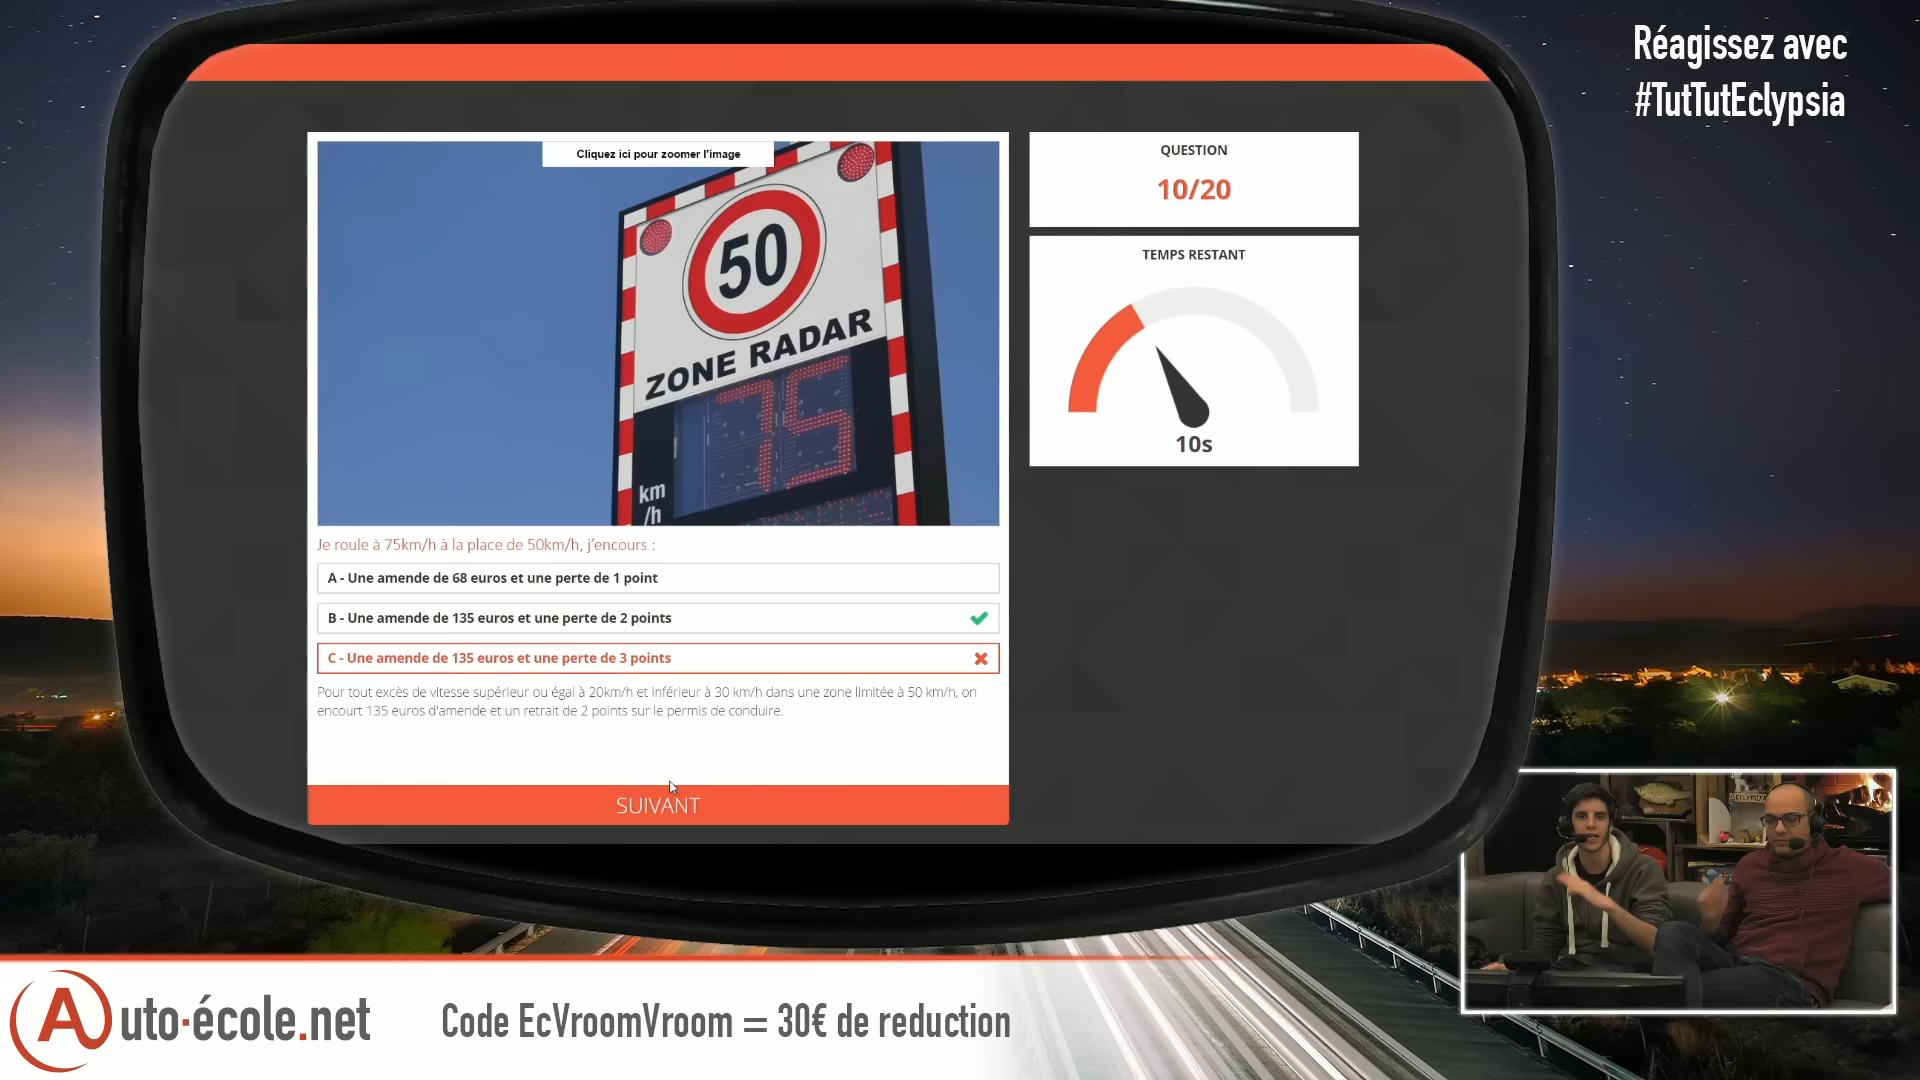 Réagissez avec
#TutTutEclypsia
Cliquez ici pour zoomer l'image
50
ZONE RADAR
75
km
/h
QUESTION
10/20
TEMPS RESTANT
10s
Je roule à 75km/h à la place de 50km/h, j'encours :
A - Une amende de 68 euros et une perte de 1 point
B - Une amende de 135 euros et une perte de 2 points
C - Une amende de 135 euros et une perte de 3 points
Pour tout excès de vitesse supérieur ou égal à 20km/h et inférieur à 30 km/h dans une zone limitée à 50 km/h, on
encourt 135 euros d'amende et un retrait de 2 points sur le permis de conduire.
SUIVANT
Auto-école.net
Code EcVroomVroom = 30€ de reduction